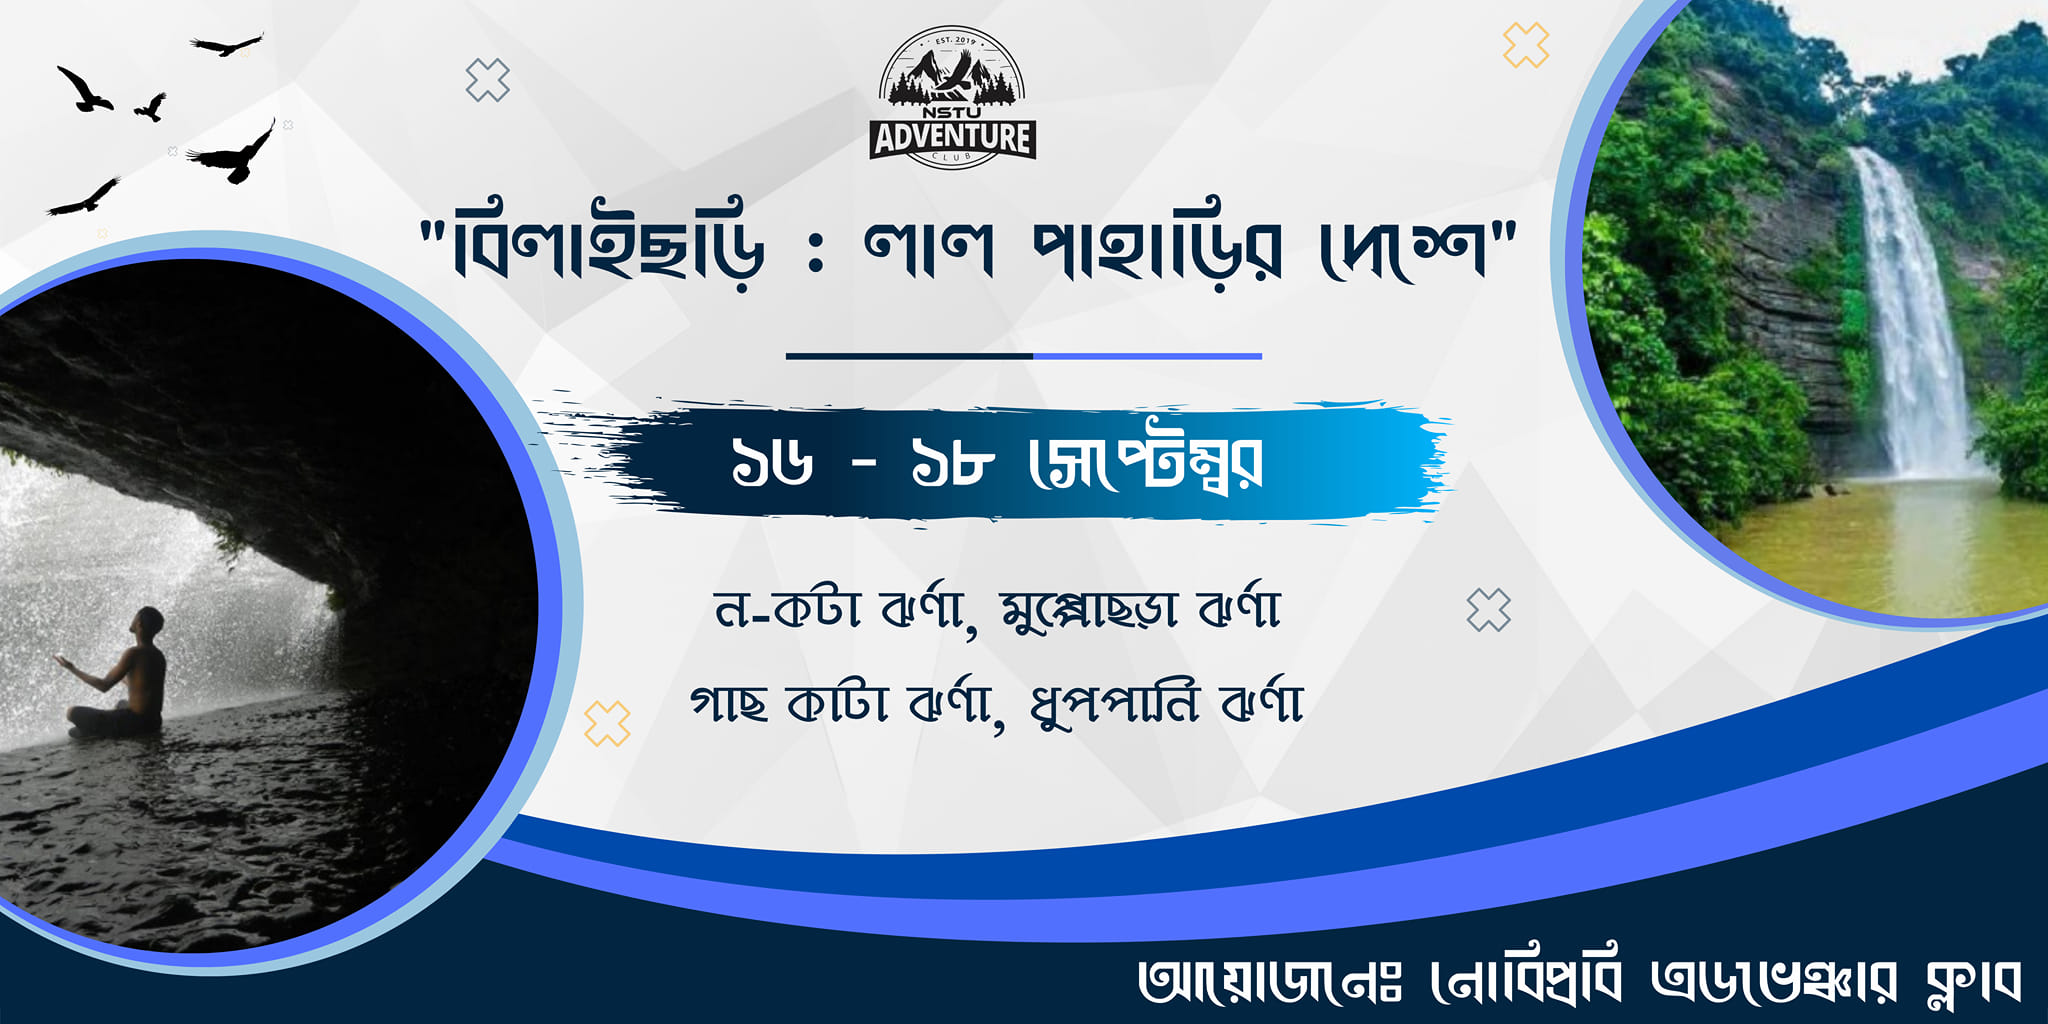 EST. 2019
NSTU
ADVENTURE
CLUB
"বিলাইছড়ি : লাল পাহাড়ির দেশে"
১৬ - ১৮ সেপ্টেম্বর
ন-কটা ঝর্ণা, মুপ্পোছড়া ঝর্ণা
গাছ কাটা ঝর্ণা, ধুপপানি ঝর্ণা
আয়োজনেঃ নোবিপ্রবি এডভেঞ্চার ক্লাব